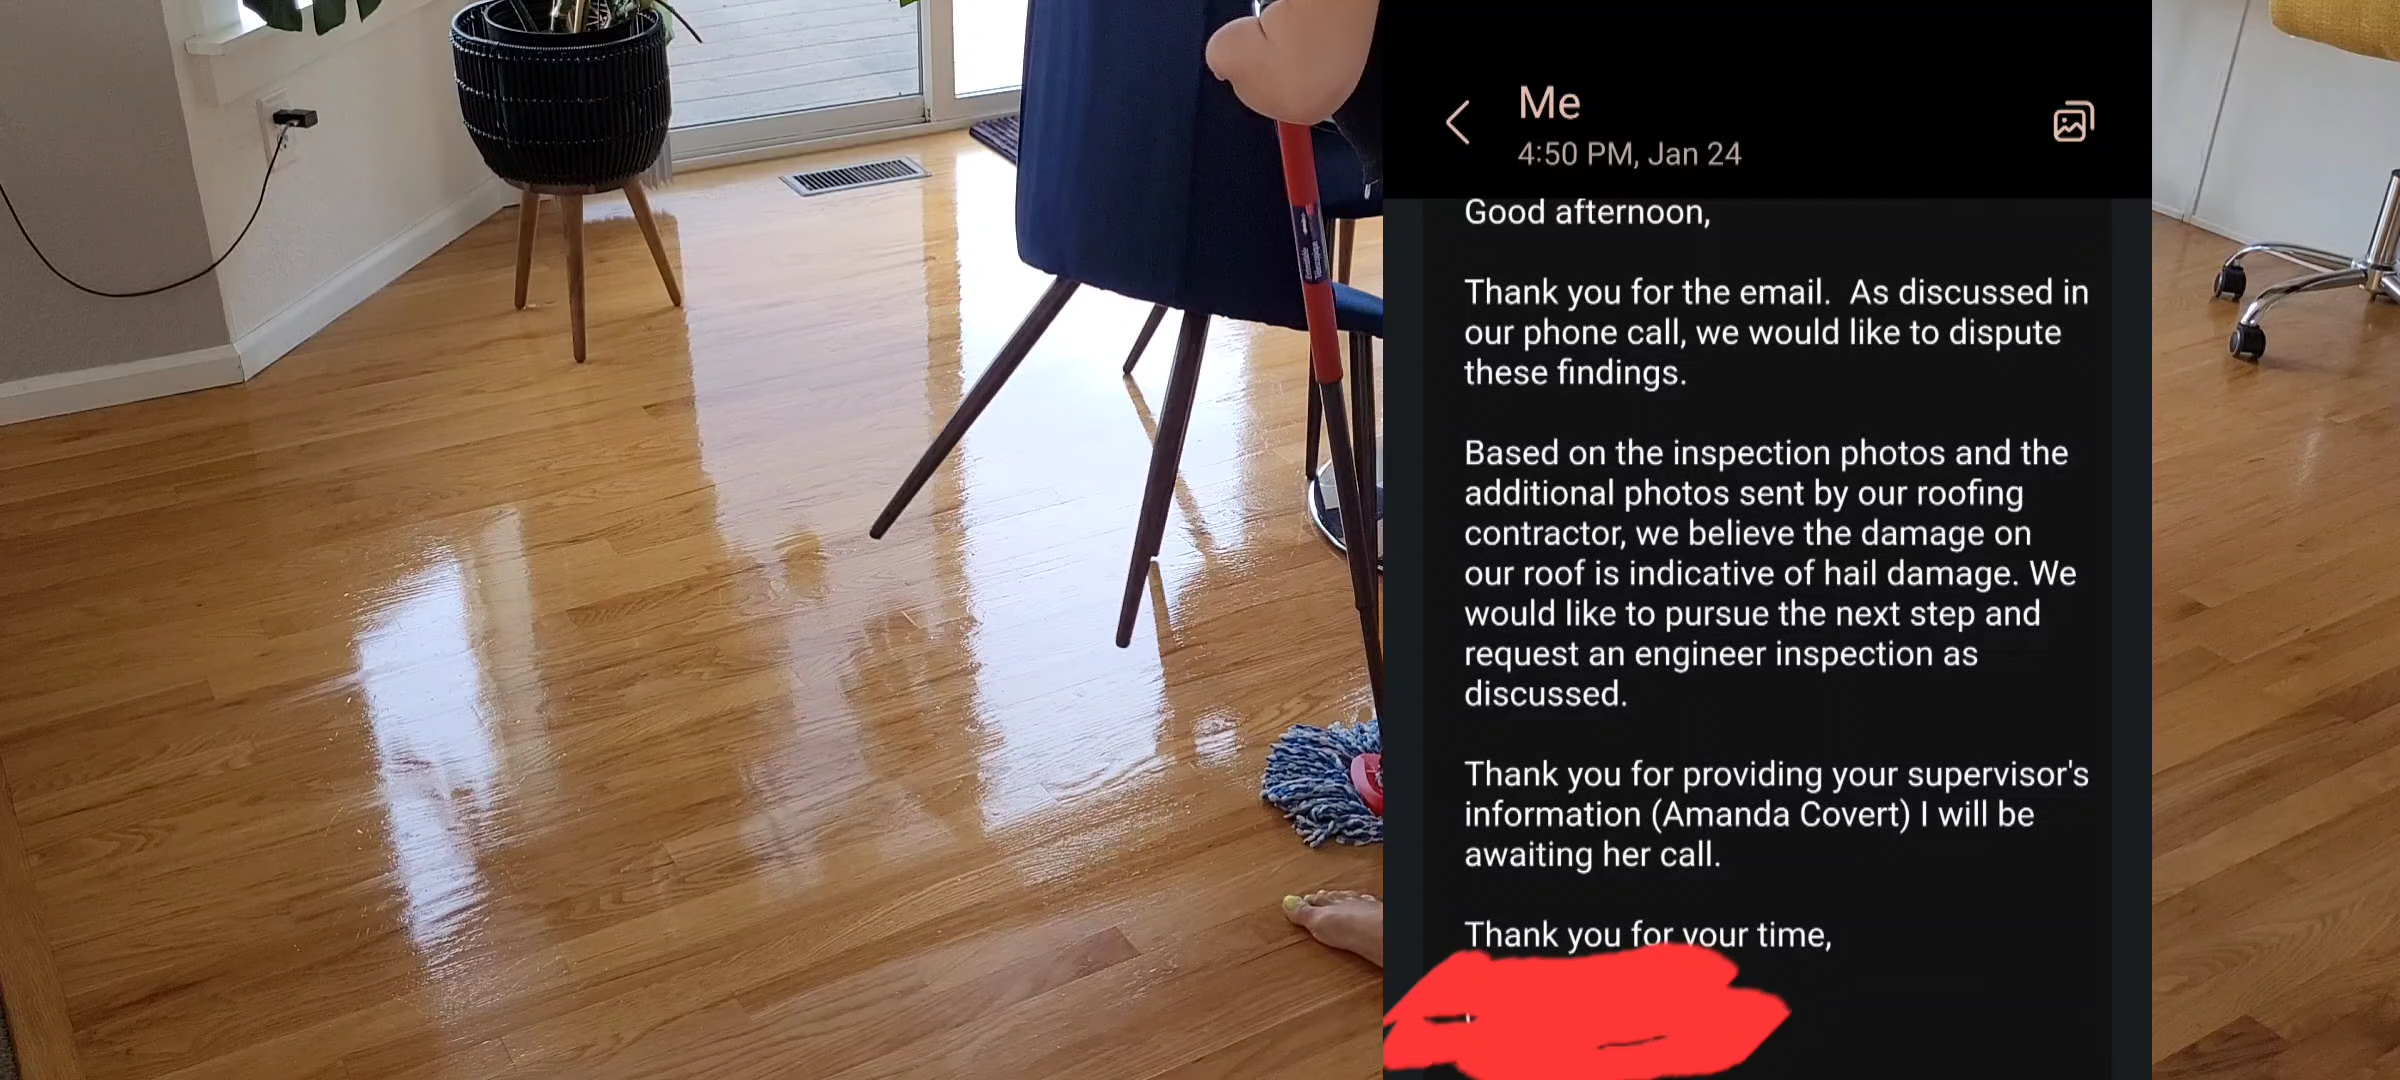 Me
4:50 PM, Jan 24
Good afternoon,
Thank you for the email.  As discussed in
our phone call, we would like to dispute
these findings.
Based on the inspection photos and the
additional photos sent by our roofing
contractor, we believe the damage on
our roof is indicative of hail damage. We
would like to pursue the next step and
request an engineer inspection as
discussed.
Thank you for providing your supervisor's
information (Amanda Covert) I will be
awaiting her call.
Thank you for your time,